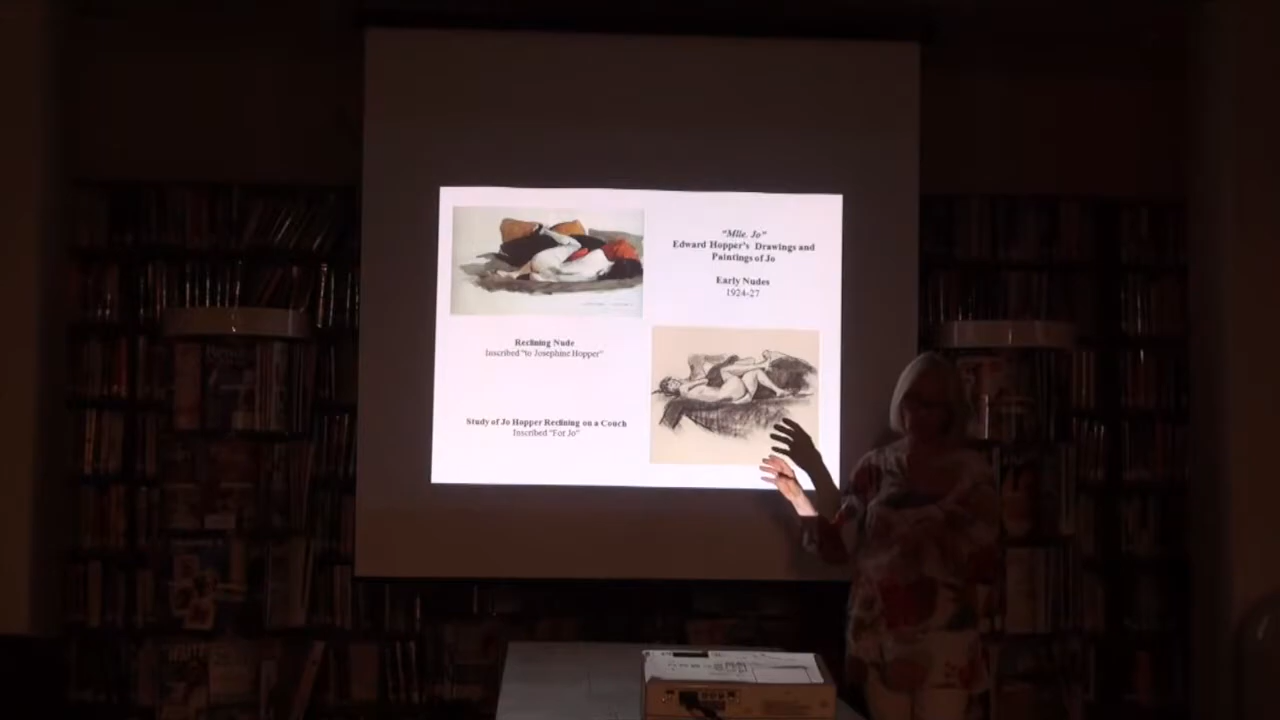 "Mlle. Jo"
Edward Hopper's Drawings and
Paintings of Jo
Early Nudes
1924-27
Reclining Nude
Inscribed "to Josephine Hopper"
Study of Jo Hopper Reclining on a Couch
Inscribed "For Jo"